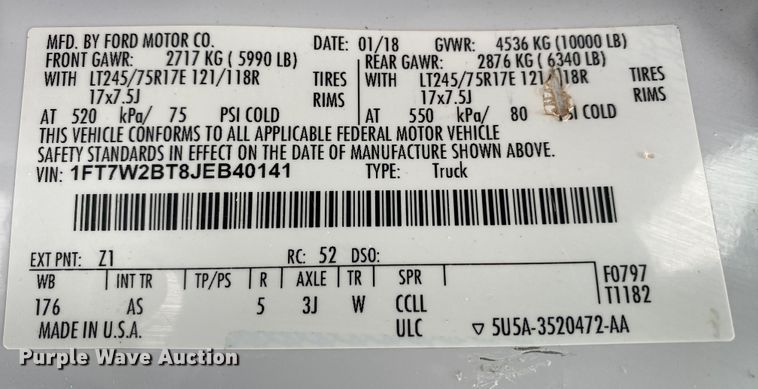 MFD. BY FORD MOTOR CO. DATE: 01/18 GVWR: 4536 KG (10000 LB)
FRONT GAWR: 2717 KG ( 5990 LB) REAR GAWR: 2876 KG ( 6340 LB)
WITH LT245/75R17E 121/118R TIRES WITH LT245/75R17E 121/118R TIRES
17x7.5J RIMS 17x7.5J RIMS
AT 520 kPa/ 75 PSI COLD AT 550 kPa/ 80 PSI COLD
THIS VEHICLE CONFORMS TO ALL APPLICABLE FEDERAL MOTOR VEHICLE
SAFETY STANDARDS IN EFFECT ON THE DATE OF MANUFACTURE SHOWN ABOVE.
VIN: 1FT7W2BT8JEB40141 TYPE: Truck
EXT PNT: Z1 RC: 52 DSO:
WB INT TR TP/PS R AXLE TR SPR F0797
176 AS 5 3J W CCLL T1182
MADE IN U.S.A. ULC ▽ 5U5A-3520472-AA
Purple Wave Auction